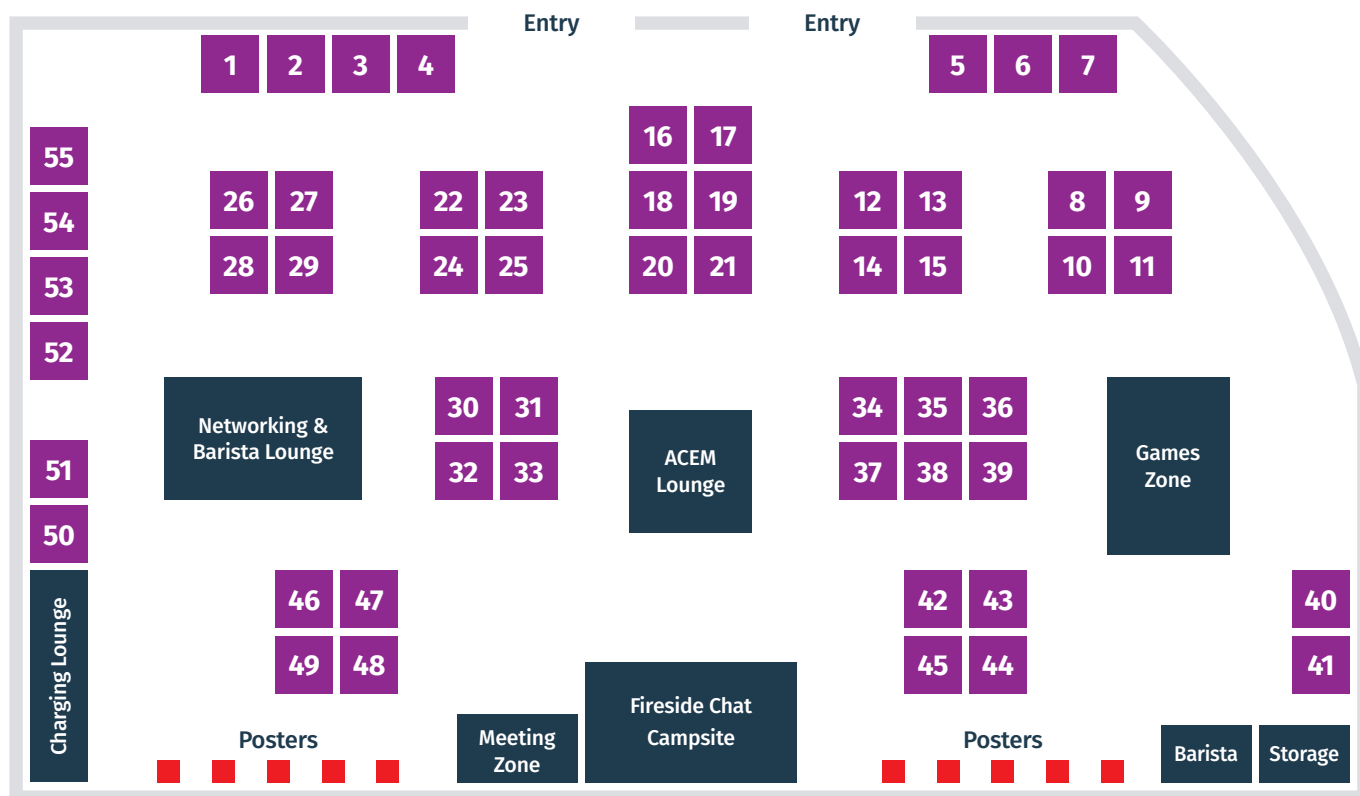 Entry
Entry
1 2 3 4
5 6 7
16 17
55
26 27
22 23
18 19
12 13
8 9
54
28 29
24 25
20 21
14 15
10 11
53
52
Networking &
Barista Lounge
30 31
32 33
ACEM
Lounge
34 35 36
37 38 39
Games
Zone
51
50
Charging Lounge
46 47
49 48
42 43
45 44
40
41
Fireside Chat
Campsite
Meeting
Zone
Posters
Posters
Barista
Storage